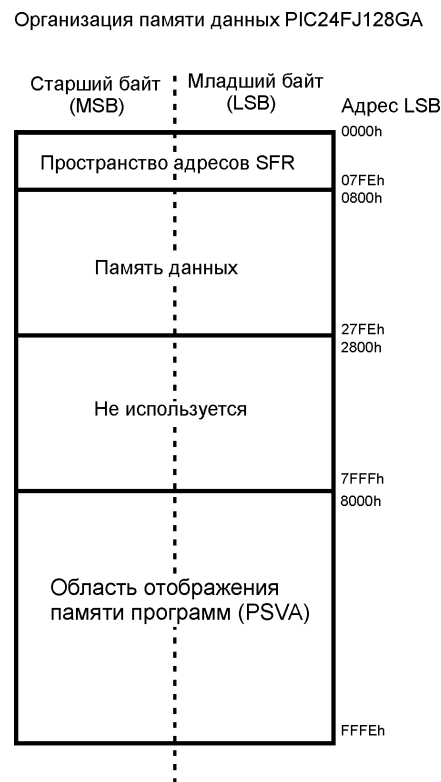 Организация памяти данных PIC24FJ128GA
Старший байт
(MSB)
Младший байт
(LSB)
Адрес LSB
0000h
Пространство адресов SFR
07FEh
0800h
Память данных
27FEh
2800h
Не используется
7FFFh
8000h
Область отображения
памяти программ (PSVA)
FFFEh